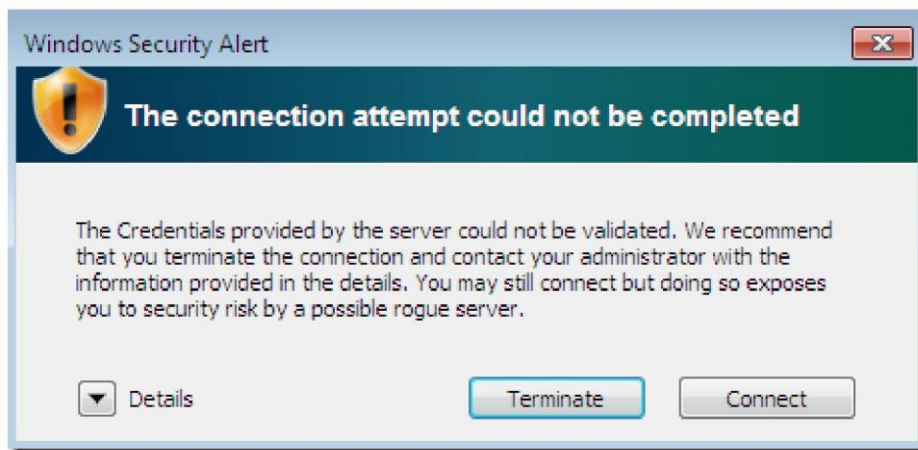 Windows Security Alert
The connection attempt could not be completed
The Credentials provided by the server could not be validated. We recommend
that you terminate the connection and contact your administrator with the
information provided in the details. You may still connect but doing so exposes
you to security risk by a possible rogue server.
Details
Terminate
Connect